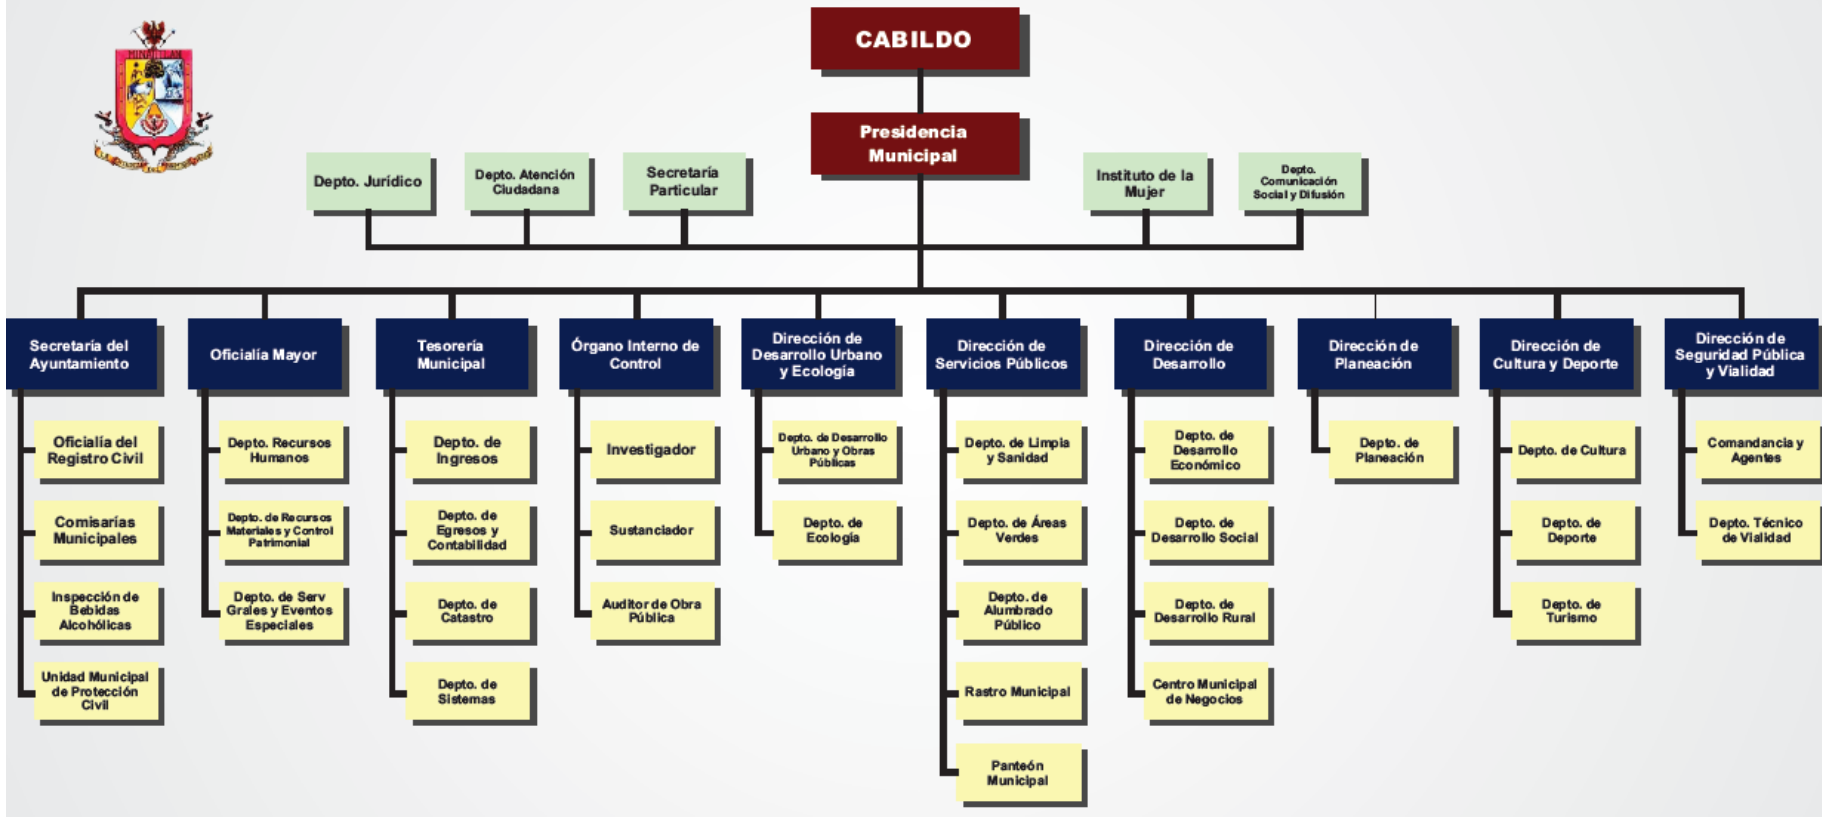 MINATITLAN
CABILDO
Presidencia
Municipal
Depto. Jurídico
Depto. Atención
Ciudadana
Secretaría
Particular
Instituto de la
Mujer
Depto.
Comunicación
Social y Difusión
Secretaría del
Ayuntamiento
Oficialía Mayor
Tesorería
Municipal
Órgano Interno de
Control
Dirección de
Desarrollo Urbano
y Ecología
Dirección de
Servicios Públicos
Dirección de
Desarrollo
Dirección de
Planeación
Dirección de
Cultura y Deporte
Dirección de
Seguridad Pública
y Vialidad
Oficialía del
Registro Civil
Comisarías
Municipales
Inspección de
Bebidas
Alcohólicas
Unidad Municipal
de Protección
Civil
Depto. Recursos
Humanos
Depto. de Recursos
Materiales y Control
Patrimonial
Depto. de Serv
Grales y Eventos
Especiales
Depto. de
Ingresos
Depto. de
Egresos y
Contabilidad
Depto. de
Catastro
Depto. de
Sistemas
Investigador
Sustanciador
Auditor de Obra
Pública
Depto. de Desarrollo
Urbano y Obras
Públicas
Depto. de
Ecología
Depto. de Limpia
y Sanidad
Depto. de Áreas
Verdes
Depto. de
Alumbrado
Público
Rastro Municipal
Panteón
Municipal
Depto. de
Desarrollo
Económico
Depto. de
Desarrollo Social
Depto. de
Desarrollo Rural
Centro Municipal
de Negocios
Depto. de
Planeación
Depto. de Cultura
Depto. de
Deporte
Depto. de
Turismo
Comandancia y
Agentes
Depto. Técnico
de Vialidad